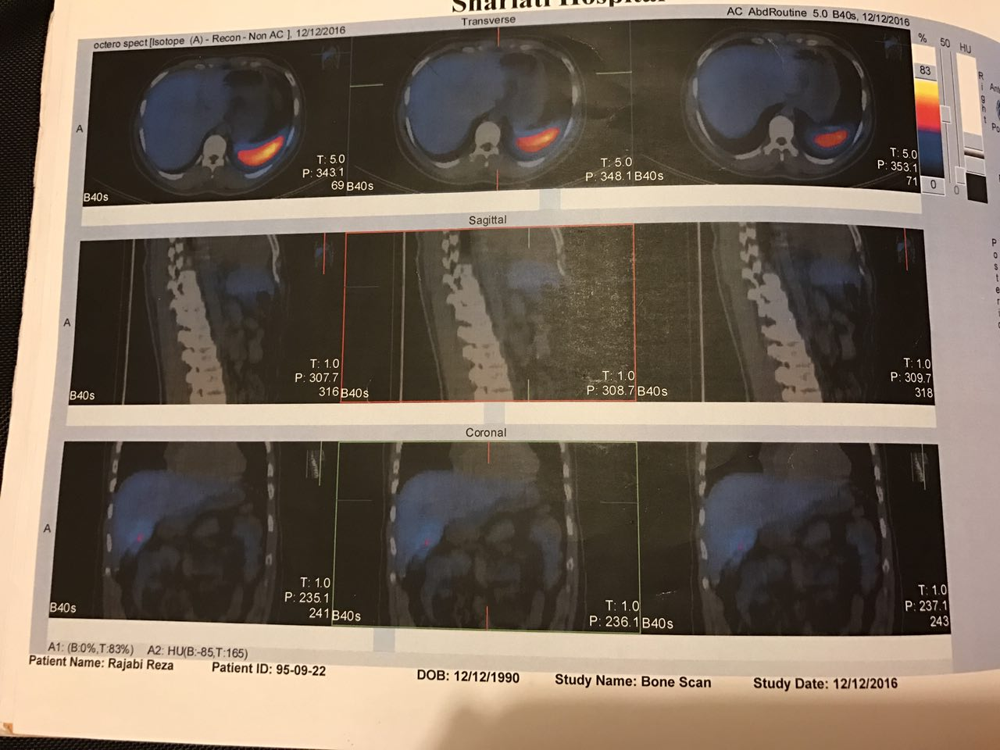 Shariati Hospital
Transverse
octero spect [Isotope (A) - Recon - Non AC ], 12/12/2016
AC AbdRoutine 5.0 B40s, 12/12/2016
% 50 HU
83
0
0
Right
A
T: 5.0
P: 343.1
69
B40s
T: 5.0
P: 348.1
B40s
T: 5.0
P: 353.1
71
B40s
Sagittal
A
T: 1.0
P: 307.7
316
B40s
T: 1.0
P: 308.7
B40s
T: 1.0
P: 309.7
318
B40s
Coronal
A
T: 1.0
P: 235.1
241
B40s
T: 1.0
P: 236.1
B40s
T: 1.0
P: 237.1
243
B40s
A1: (B:0%,T:83%) A2: HU(B:-85,T:165)
Patient Name: Rajabi Reza Patient ID: 95-09-22 DOB: 12/12/1990 Study Name: Bone Scan Study Date: 12/12/2016